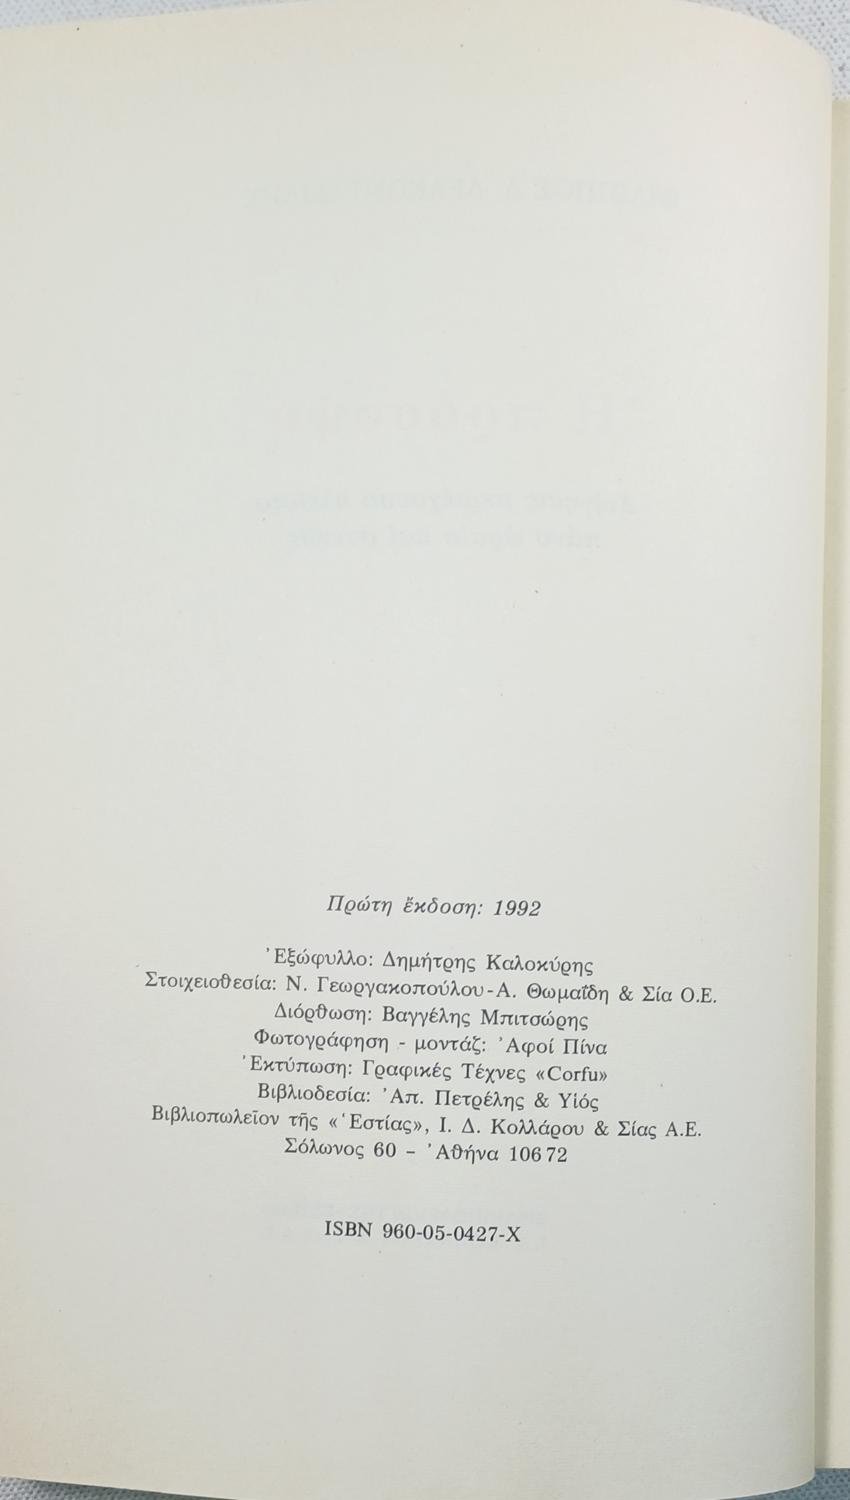 Πρώτη ἔκδοση: 1992
Ἐξώφυλλο: Δημήτρης Καλοκύρης
Στοιχειοθεσία: Ν. Γεωργακοπούλου-Α. Θωμαΐδη & Σία Ο.Ε.
Διόρθωση: Βαγγέλης Μπιτσώρης
Φωτογράφηση - μοντάζ: Ἀφοί Πίνα
Ἐκτύπωση: Γραφικές Τέχνες «Corfu»
Βιβλιοδεσία: Ἀπ. Πετρέλης & Υἱός
Βιβλιοπωλεῖον τῆς «Ἑστίας», Ι. Δ. Κολλάρου & Σίας Α.Ε.
Σόλωνος 60 – Ἀθήνα 106 72
ISBN 960-05-0427-X